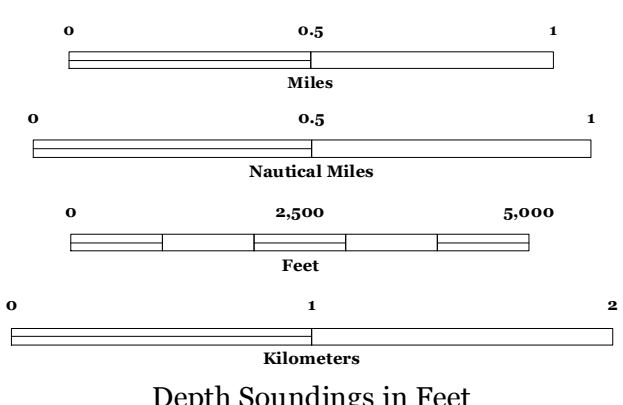 0 0.5 1
Miles
0 0.5 1
Nautical Miles
0 2,500 5,000
Feet
0 1 2
Kilometers
Depth Soundings in Feet